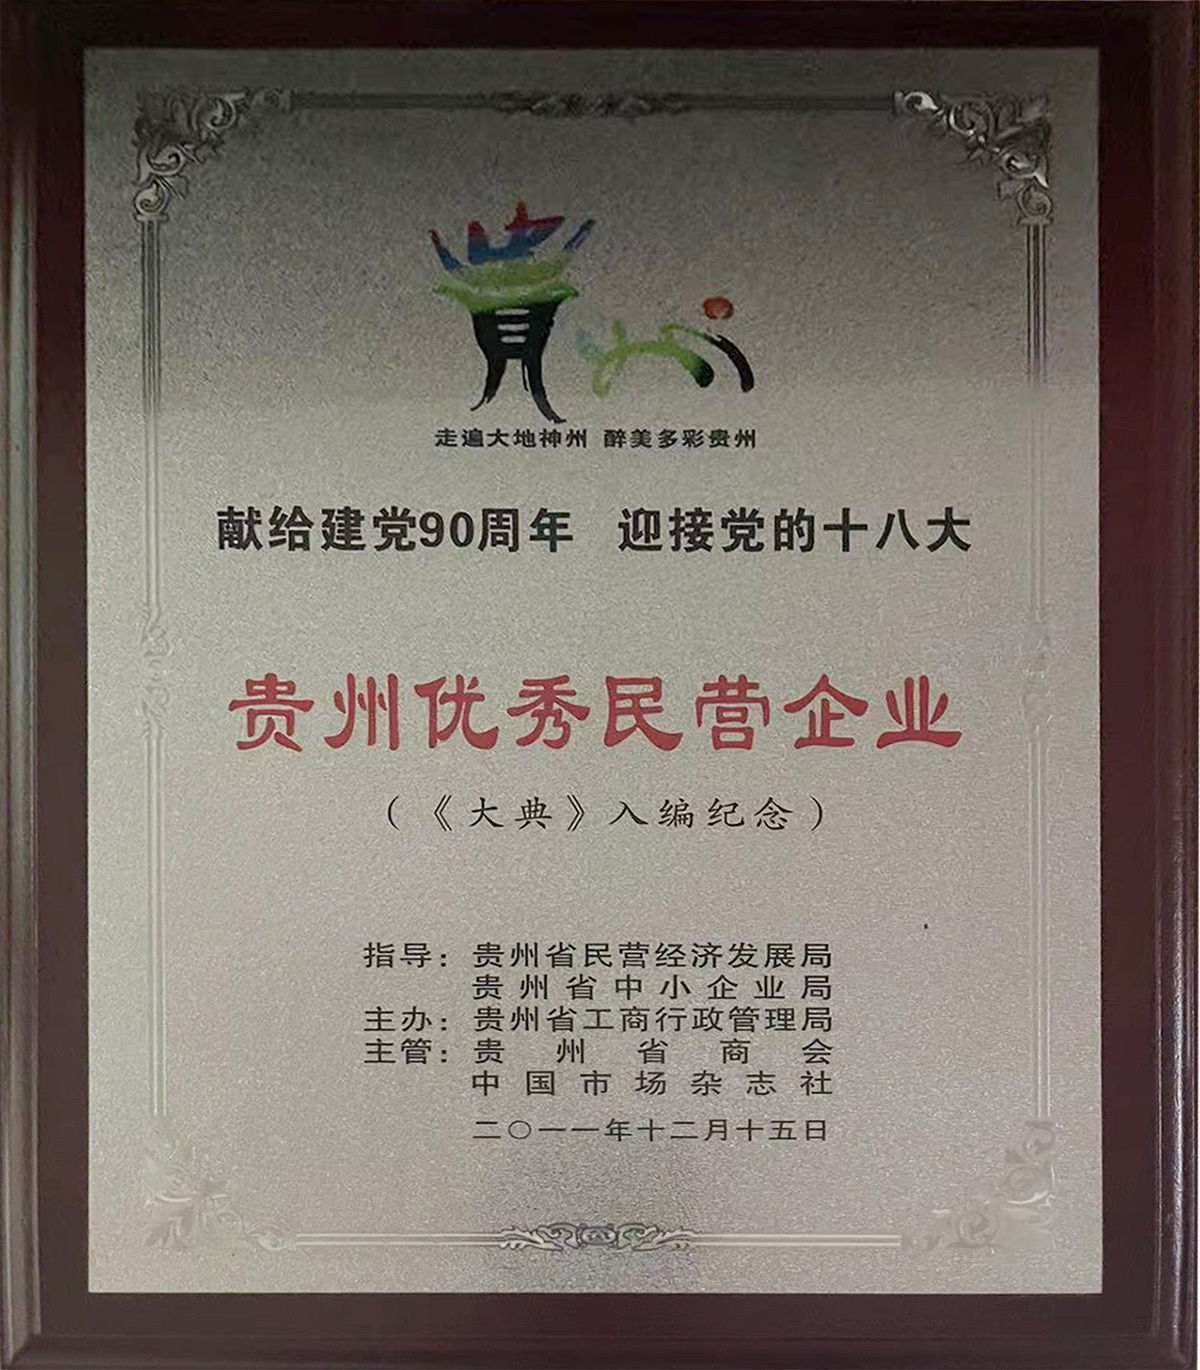 貴州
走遍大地神州 醉美多彩贵州
献给建党90周年 迎接党的十八大
贵州优秀民营企业
（《大典》入编纪念）
指导：贵州省民营经济发展局
贵州省中小企业局
主办：贵州省工商行政管理局
主管：贵州省商会
中国市场杂志社
二〇一一年十二月十五日